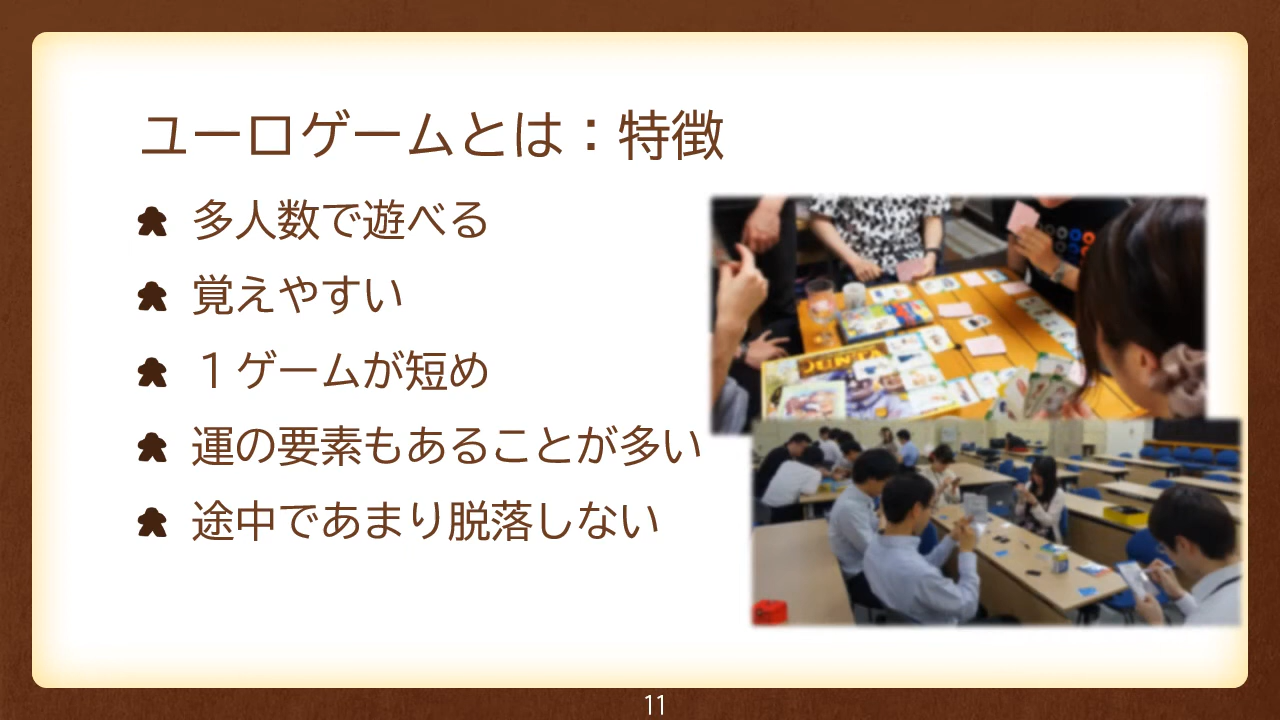 ユーロゲームとは：特徴
多人数で遊べる
覚えやすい
１ゲームが短め
運の要素もあることが多い
途中であまり脱落しない
JUNTA
11